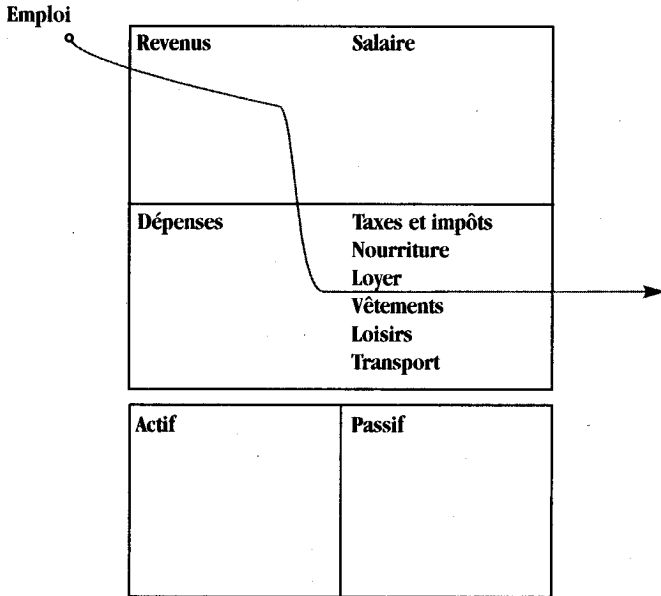 Emploi
Revenus Salaire
Dépenses Taxes et impôts
Nourriture
Loyer
Vêtements
Loisirs
Transport
Actif Passif